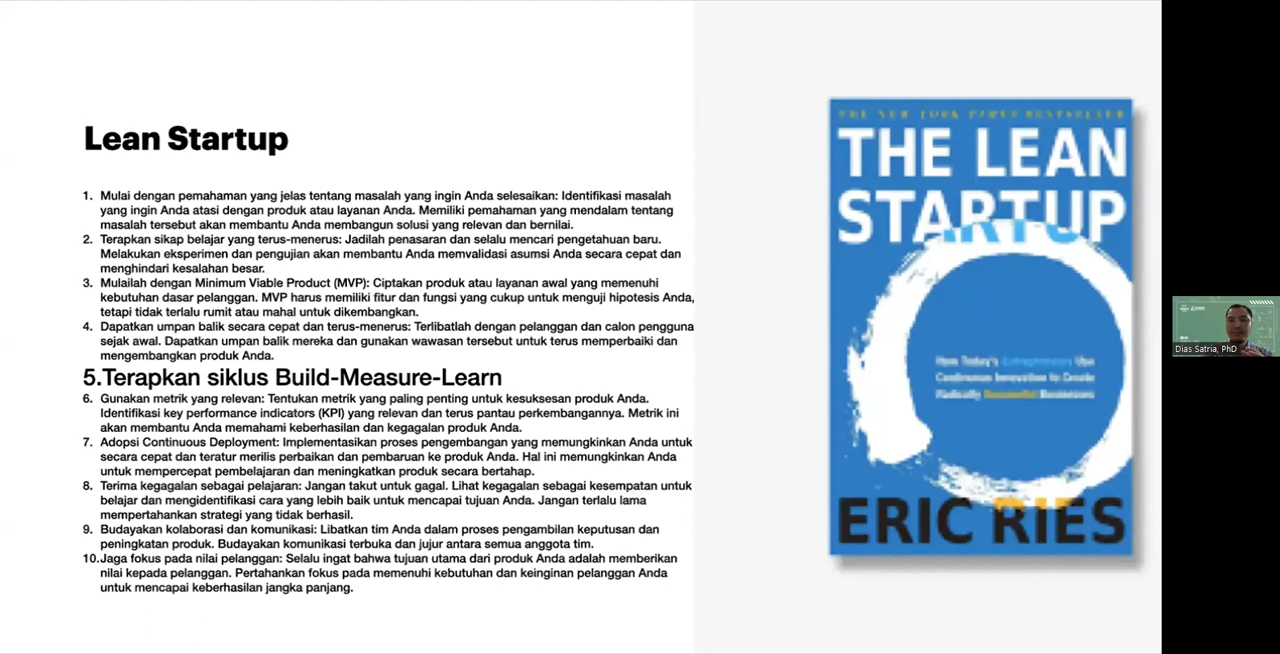 Lean Startup
1. Mulai dengan pemahaman yang jelas tentang masalah yang ingin Anda selesaikan: Identifikasi masalah
yang ingin Anda atasi dengan produk atau layanan Anda. Memiliki pemahaman yang mendalam tentang
masalah tersebut akan membantu Anda membangun solusi yang relevan dan bernilai.
2. Terapkan sikap belajar yang terus-menerus: Jadilah penasaran dan selalu mencari pengetahuan baru.
Melakukan eksperimen dan pengujian akan membantu Anda memvalidasi asumsi Anda secara cepat dan
menghindari kesalahan besar.
3. Mulailah dengan Minimum Viable Product (MVP): Ciptakan produk atau layanan awal yang memenuhi
kebutuhan dasar pelanggan. MVP harus memiliki fitur dan fungsi yang cukup untuk menguji hipotesis Anda,
tetapi tidak terlalu rumit atau mahal untuk dikembangkan.
4. Dapatkan umpan balik secara cepat dan terus-menerus: Terlibatlah dengan pelanggan dan calon pengguna
sejak awal. Dapatkan umpan balik mereka dan gunakan wawasan tersebut untuk terus memperbaiki dan
mengembangkan produk Anda.
5.Terapkan siklus Build-Measure-Learn
6. Gunakan metrik yang relevan: Tentukan metrik yang paling penting untuk kesuksesan produk Anda.
Identifikasi key performance indicators (KPI) yang relevan dan terus pantau perkembangannya. Metrik ini
akan membantu Anda memahami keberhasilan dan kegagalan produk Anda.
7. Adopsi Continuous Deployment: Implementasikan proses pengembangan yang memungkinkan Anda untuk
secara cepat dan teratur merilis perbaikan dan pembaruan ke produk Anda. Hal ini memungkinkan Anda
untuk mempercepat pembelajaran dan meningkatkan produk secara bertahap.
8. Terima kegagalan sebagai pelajaran: Jangan takut untuk gagal. Lihat kegagalan sebagai kesempatan untuk
belajar dan mengidentifikasi cara yang lebih baik untuk mencapai tujuan Anda. Jangan terlalu lama
mempertahankan strategi yang tidak berhasil.
9. Budayakan kolaborasi dan komunikasi: Libatkan tim Anda dalam proses pengambilan keputusan dan
peningkatan produk. Budayakan komunikasi terbuka dan jujur antara semua anggota tim.
10.Jaga fokus pada nilai pelanggan: Selalu ingat bahwa tujuan utama dari produk Anda adalah memberikan
nilai kepada pelanggan. Pertahankan fokus pada memenuhi kebutuhan dan keinginan pelanggan Anda
untuk mencapai keberhasilan jangka panjang.
THE NEW YORK TIMES BESTSELLER
THE LEAN
STARTUP
How Today's Entrepreneurs Use
Continuous Innovation to Create
Radically Successful Businesses
ERIC RIES
Dias Satria, PhD